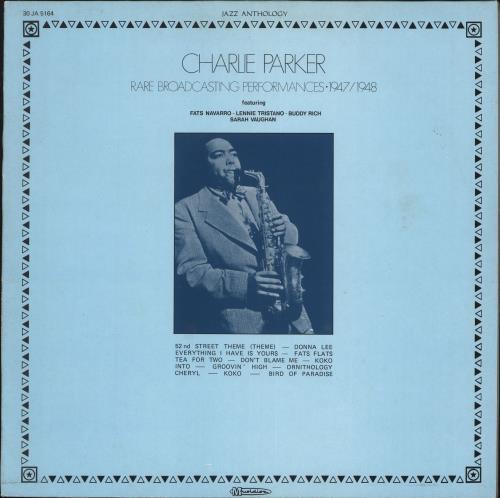 30 JA 5164
JAZZ ANTHOLOGY
CHARLIE PARKER
RARE BROADCASTING PERFORMANCES•1947/1948
featuring
FATS NAVARRO - LENNIE TRISTANO - BUDDY RICH
SARAH VAUGHAN
52nd STREET THEME (THEME) — DONNA LEE
EVERYTHING I HAVE IS YOURS — FATS FLATS
TEA FOR TWO — DON'T BLAME ME — KOKO
INTO — GROOVIN' HIGH — ORNITHOLOGY
CHERYL — KOKO — BIRD OF PARADISE
Musidisc